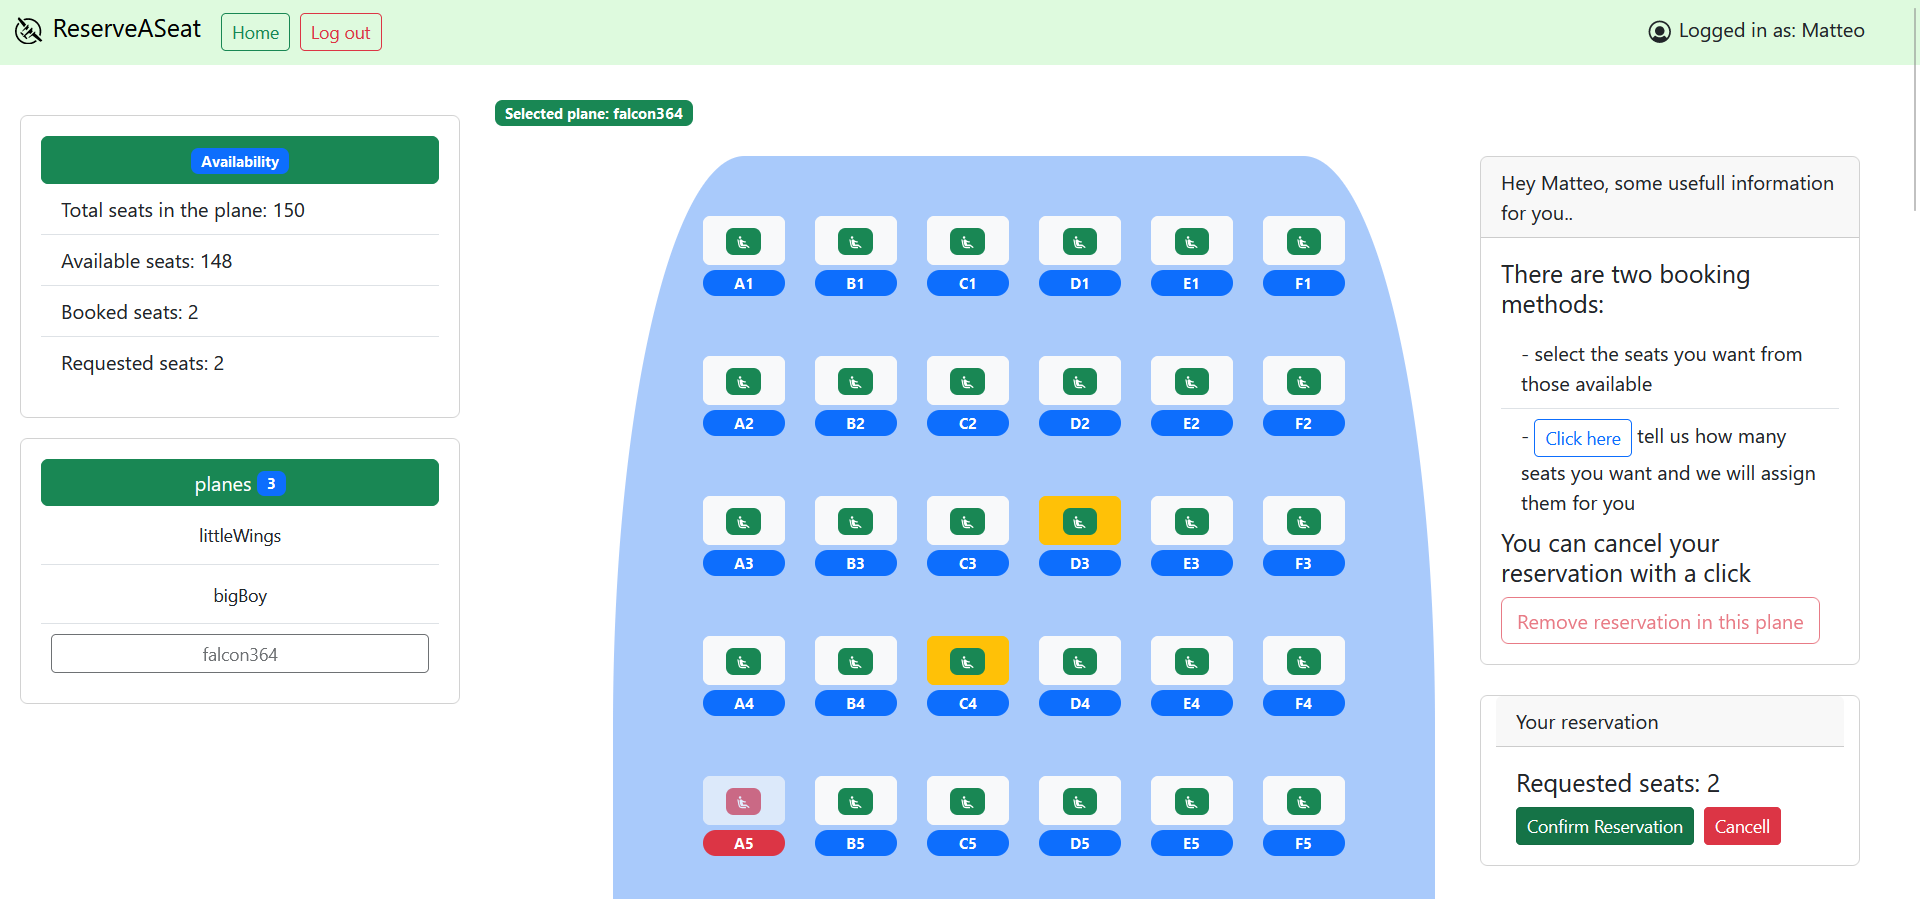 ReserveASeat Home Log out Logged in as: Matteo
Availability
Total seats in the plane: 150
Available seats: 148
Booked seats: 2
Requested seats: 2
planes 3
littleWings
bigBoy
falcon364
Selected plane: falcon364
A1 B1 C1 D1 E1 F1
A2 B2 C2 D2 E2 F2
A3 B3 C3 D3 E3 F3
A4 B4 C4 D4 E4 F4
A5 B5 C5 D5 E5 F5
Hey Matteo, some usefull information
for you..
There are two booking
methods:
- select the seats you want from
those available
- Click here tell us how many
seats you want and we will assign
them for you
You can cancel your
reservation with a click
Remove reservation in this plane
Your reservation
Requested seats: 2
Confirm Reservation Cancell